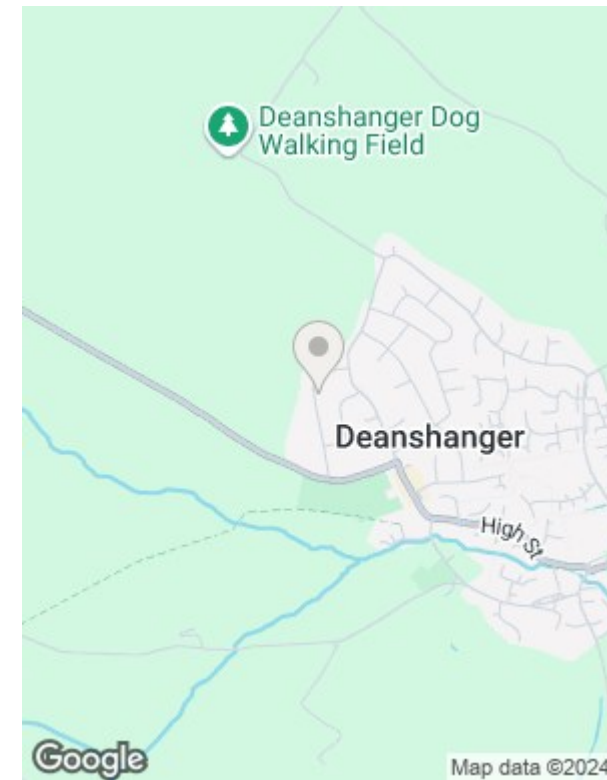 Deanshanger Dog
Walking Field
Deanshanger
High St
Google
Map data ©2024